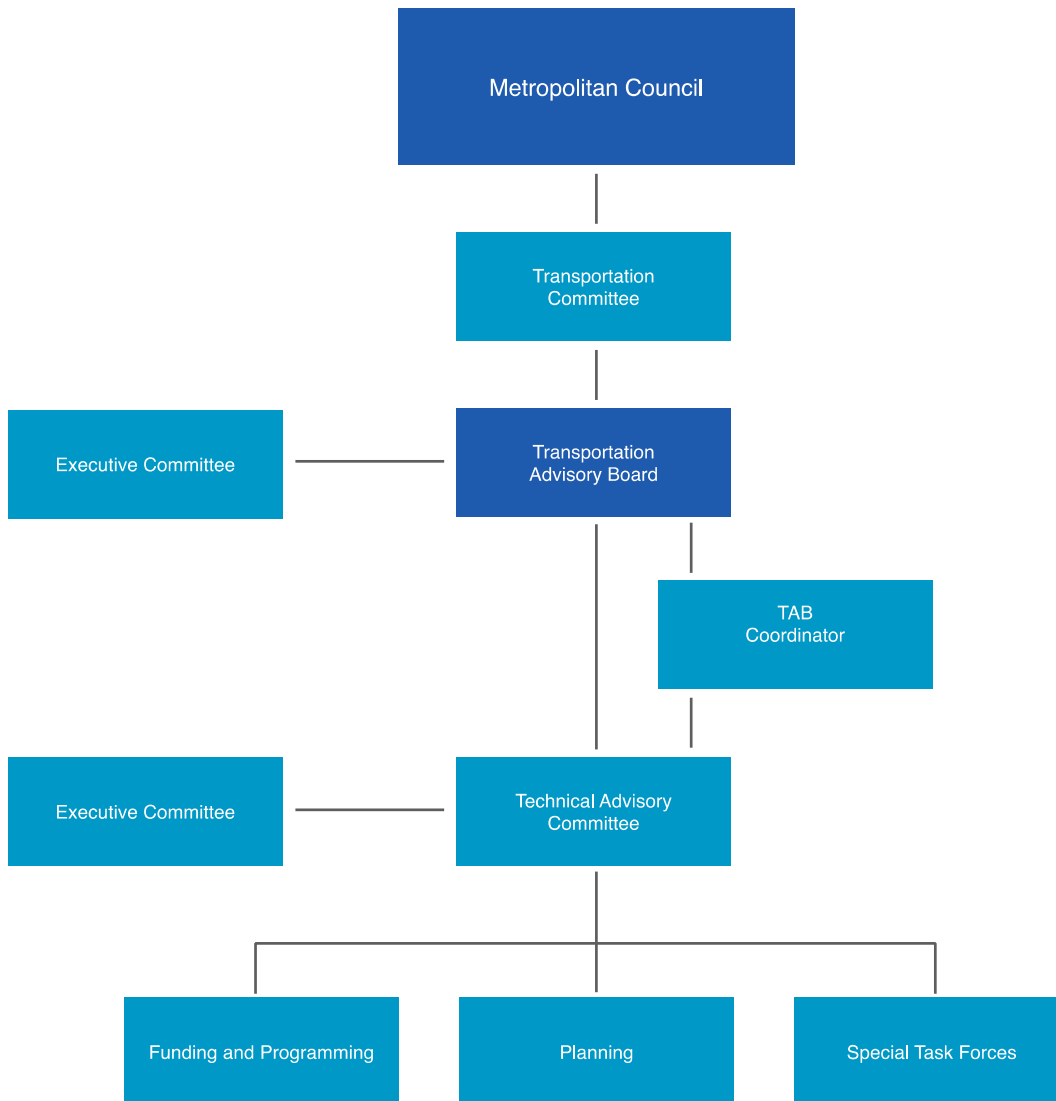 Metropolitan Council
Transportation
Committee
Executive Committee
Transportation
Advisory Board
TAB
Coordinator
Executive Committee
Technical Advisory
Committee
Funding and Programming
Planning
Special Task Forces